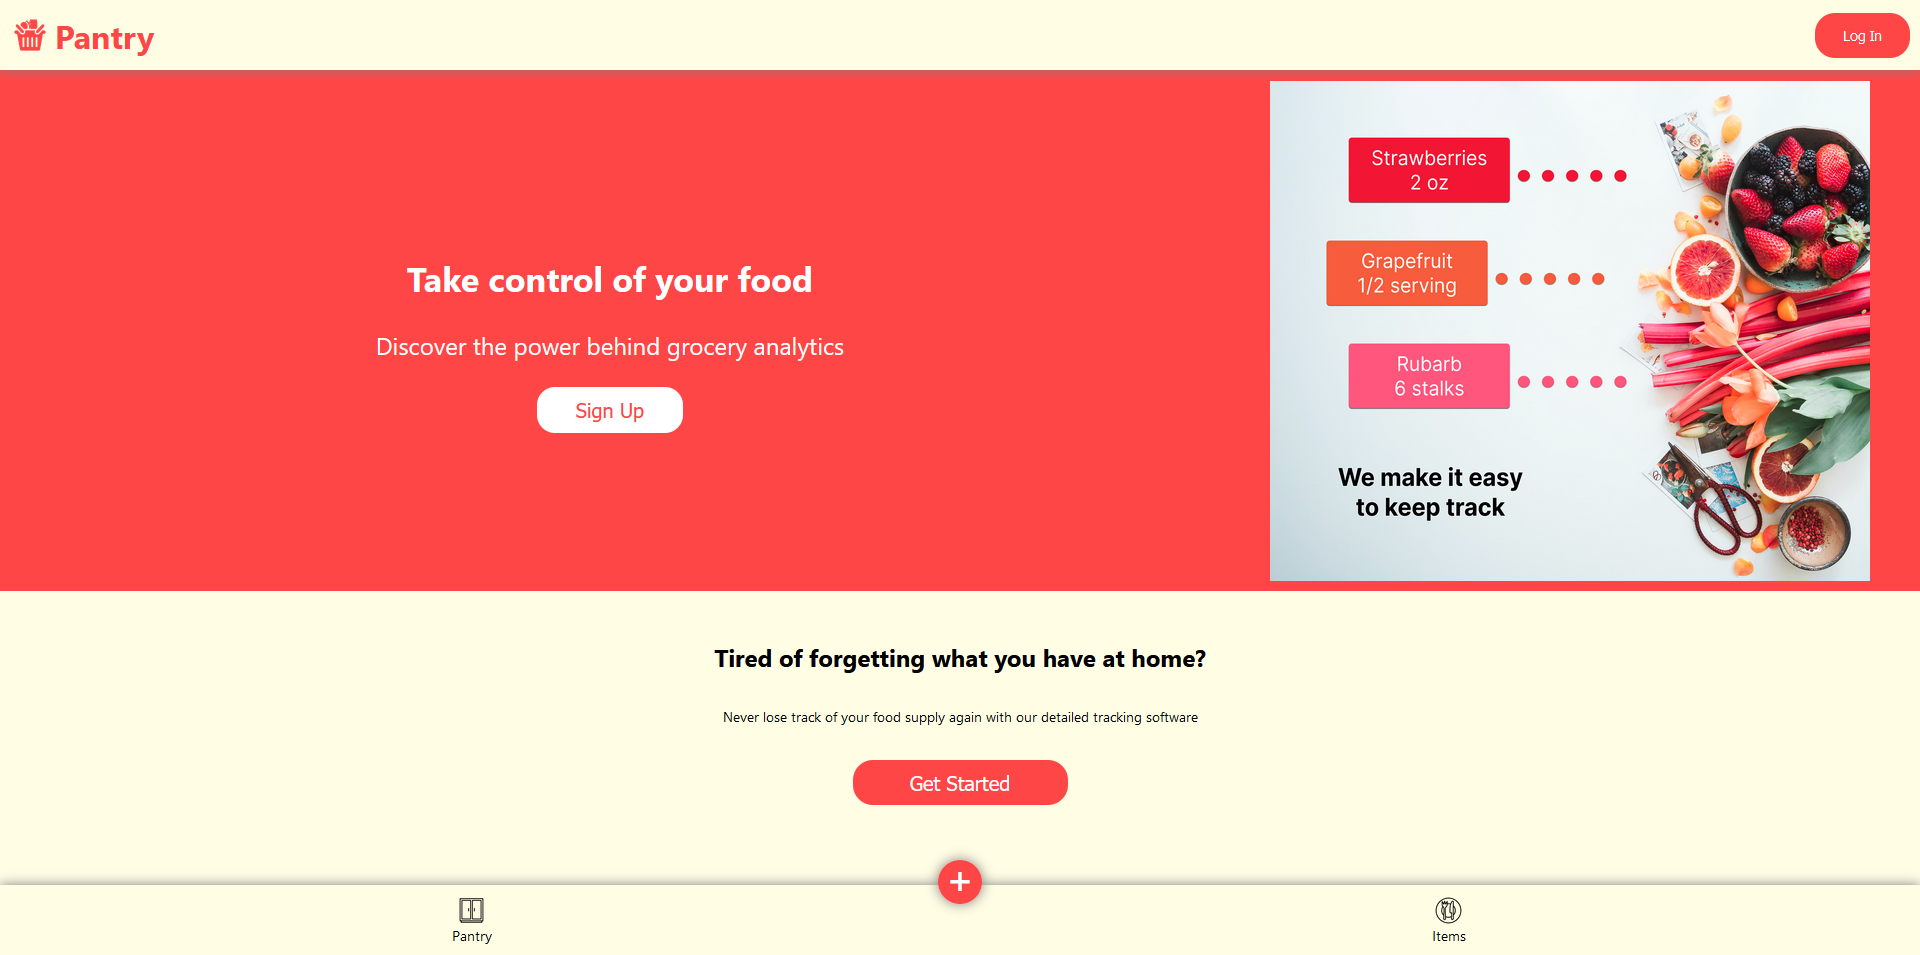 Pantry
Log In
Take control of your food
Discover the power behind grocery analytics
Sign Up
Strawberries
2 oz
Grapefruit
1/2 serving
Rubarb
6 stalks
We make it easy
to keep track
Tired of forgetting what you have at home?
Never lose track of your food supply again with our detailed tracking software
Get Started
+
Pantry
Items